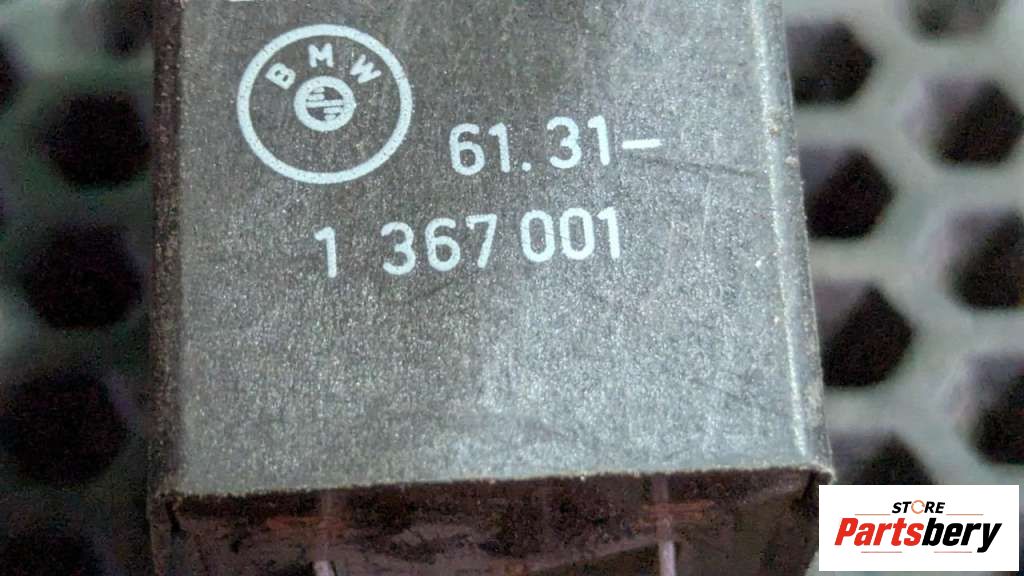 BMW
61.31-
1 367 001
STORE
Partsbery